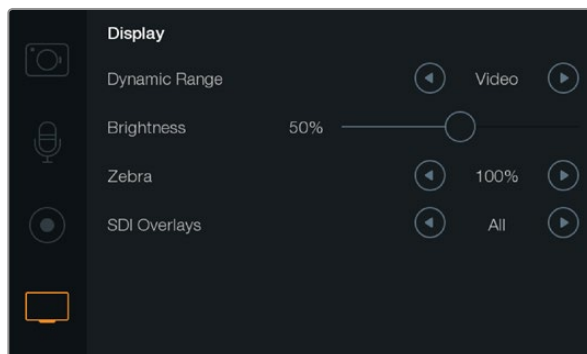 Display
Dynamic Range Video
Brightness 50%
Zebra 100%
SDI Overlays All